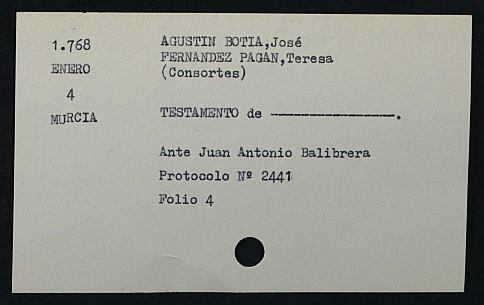 1.768
ENERO
4
MURCIA
AGUSTIN BOTIA,José
FERNANDEZ PAGAN,Teresa
(Consortes)
TESTAMENTO de ----------------.
Ante Juan Antonio Balibrera
Protocolo Nº 2441
Folio 4